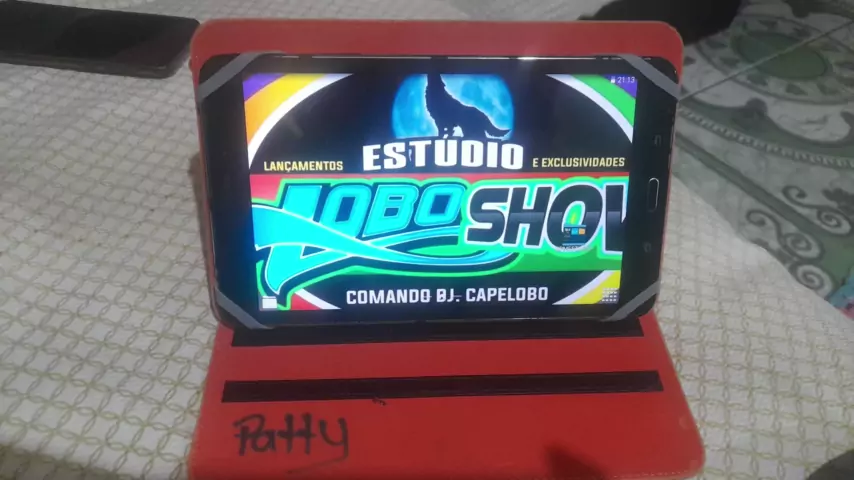 21:13
ESTÚDIO
LANÇAMENTOS
E EXCLUSIVIDADES
LOBO SHOW
COMANDO DJ. CAPELOBO
Patty